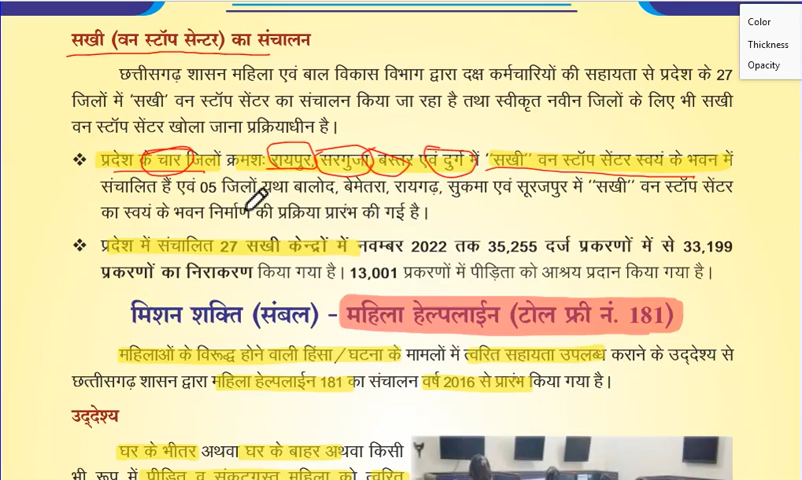 Color
Thickness
Opacity
सखी (वन स्टॉप सेन्टर) का संचालन
छत्तीसगढ़ शासन महिला एवं बाल विकास विभाग द्वारा दक्ष कर्मचारियों की सहायता से प्रदेश के 27
जिलों में 'सखी' वन स्टॉप सेंटर का संचालन किया जा रहा है तथा स्वीकृत नवीन जिलों के लिए भी सखी
वन स्टॉप सेंटर खोला जाना प्रक्रियाधीन है।
❖ प्रदेश के चार जिलों क्रमशः रायपुर, सरगुजा, बस्तर एवं दुर्ग में ''सखी'' वन स्टॉप सेंटर स्वयं के भवन में
संचालित हैं एवं 05 जिलों यथा बालोद, बेमेतरा, रायगढ़, सुकमा एवं सूरजपुर में ''सखी'' वन स्टॉप सेंटर
का स्वयं के भवन निर्माण की प्रक्रिया प्रारंभ की गई है।
❖ प्रदेश में संचालित 27 सखी केन्द्रों में नवम्बर 2022 तक 35,255 दर्ज प्रकरणों में से 33,199
प्रकरणों का निराकरण किया गया है। 13,001 प्रकरणों में पीड़िता को आश्रय प्रदान किया गया है।
मिशन शक्ति (संबल) - महिला हेल्पलाईन (टोल फ्री नं. 181)
महिलाओं के विरूद्ध होने वाली हिंसा/घटना के मामलों में त्वरित सहायता उपलब्ध कराने के उद्देश्य से
छत्तीसगढ़ शासन द्वारा महिला हेल्पलाईन 181 का संचालन वर्ष 2016 से प्रारंभ किया गया है।
उद्देश्य
घर के भीतर अथवा घर के बाहर अथवा किसी
भी रूप में पीड़ित व संकटग्रस्त महिला को त्वरित